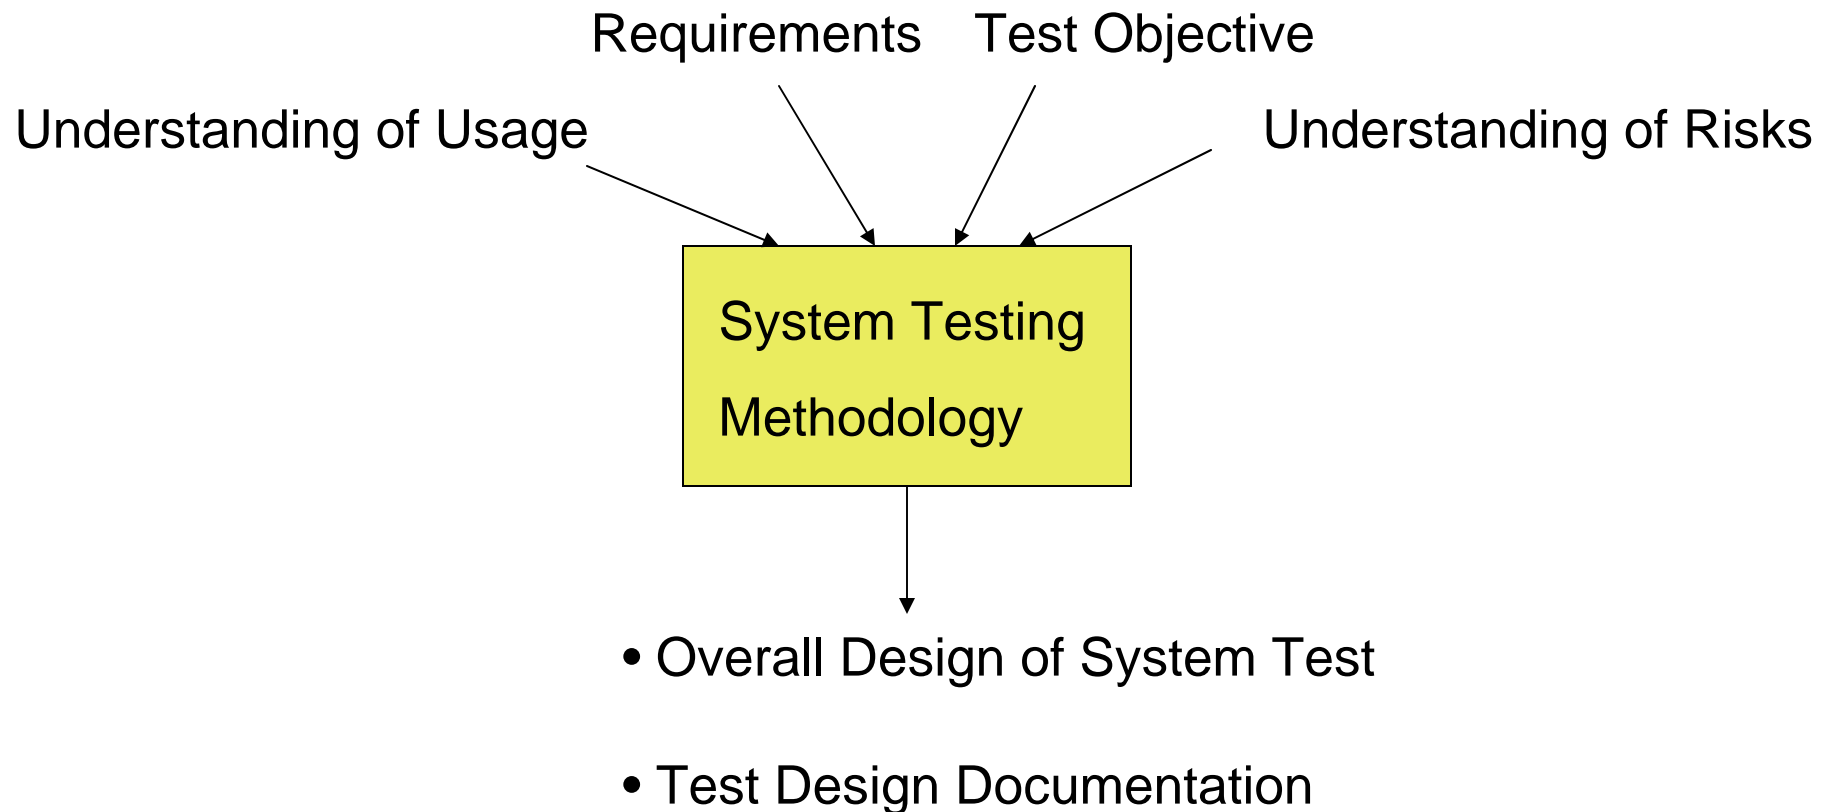 Requirements Test Objective
Understanding of Usage
Understanding of Risks
System Testing
Methodology
• Overall Design of System Test
• Test Design Documentation